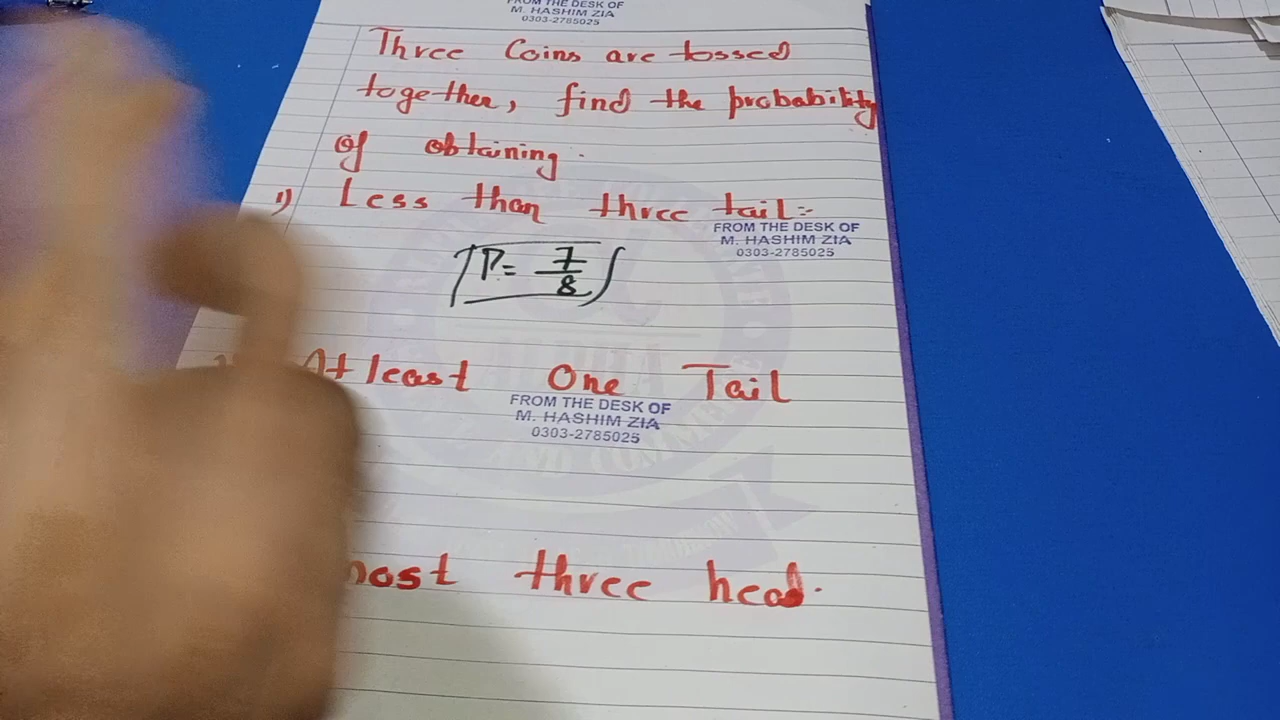 FROM THE DESK OF
M. HASHIM ZIA
0303-2785025
Three Coins are tossed
together, find the probability
of obtaining.
1) Less than three tail:-
FROM THE DESK OF
M. HASHIM ZIA
0303-2785025
P = 7/8
Atleast One Tail
FROM THE DESK OF
M. HASHIM ZIA
0303-2785025
three head.